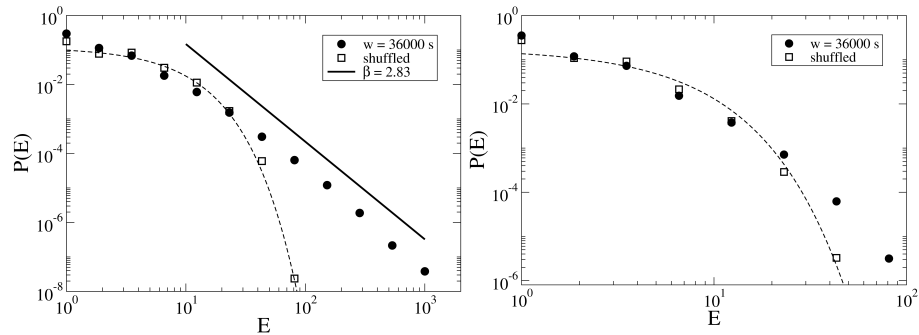 10^0
10^-2
10^-4
10^-6
10^-8
P(E)
w = 36000 s
shuffled
β = 2.83
10^0
10^1
10^2
10^3
E
10^0
10^-2
10^-4
10^-6
P(E)
w = 36000 s
shuffled
10^0
10^1
10^2
E